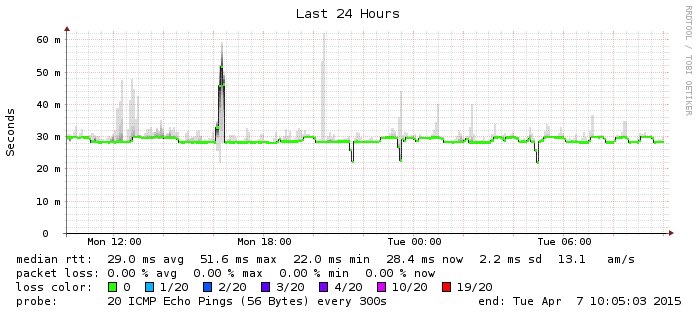 Last 24 Hours
RRDTOOL / TOBI OETIKER
Seconds
60 m
50 m
40 m
30 m
20 m
10 m
0
Mon 12:00 Mon 18:00 Tue 00:00 Tue 06:00
median rtt: 29.0 ms avg 51.6 ms max 22.0 ms min 28.4 ms now 2.2 ms sd 13.1 am/s
packet loss: 0.00 % avg 0.00 % max 0.00 % min 0.00 % now
loss color: 0 1/20 2/20 3/20 4/20 10/20 19/20
probe: 20 ICMP Echo Pings (56 Bytes) every 300s end: Tue Apr 7 10:05:03 2015